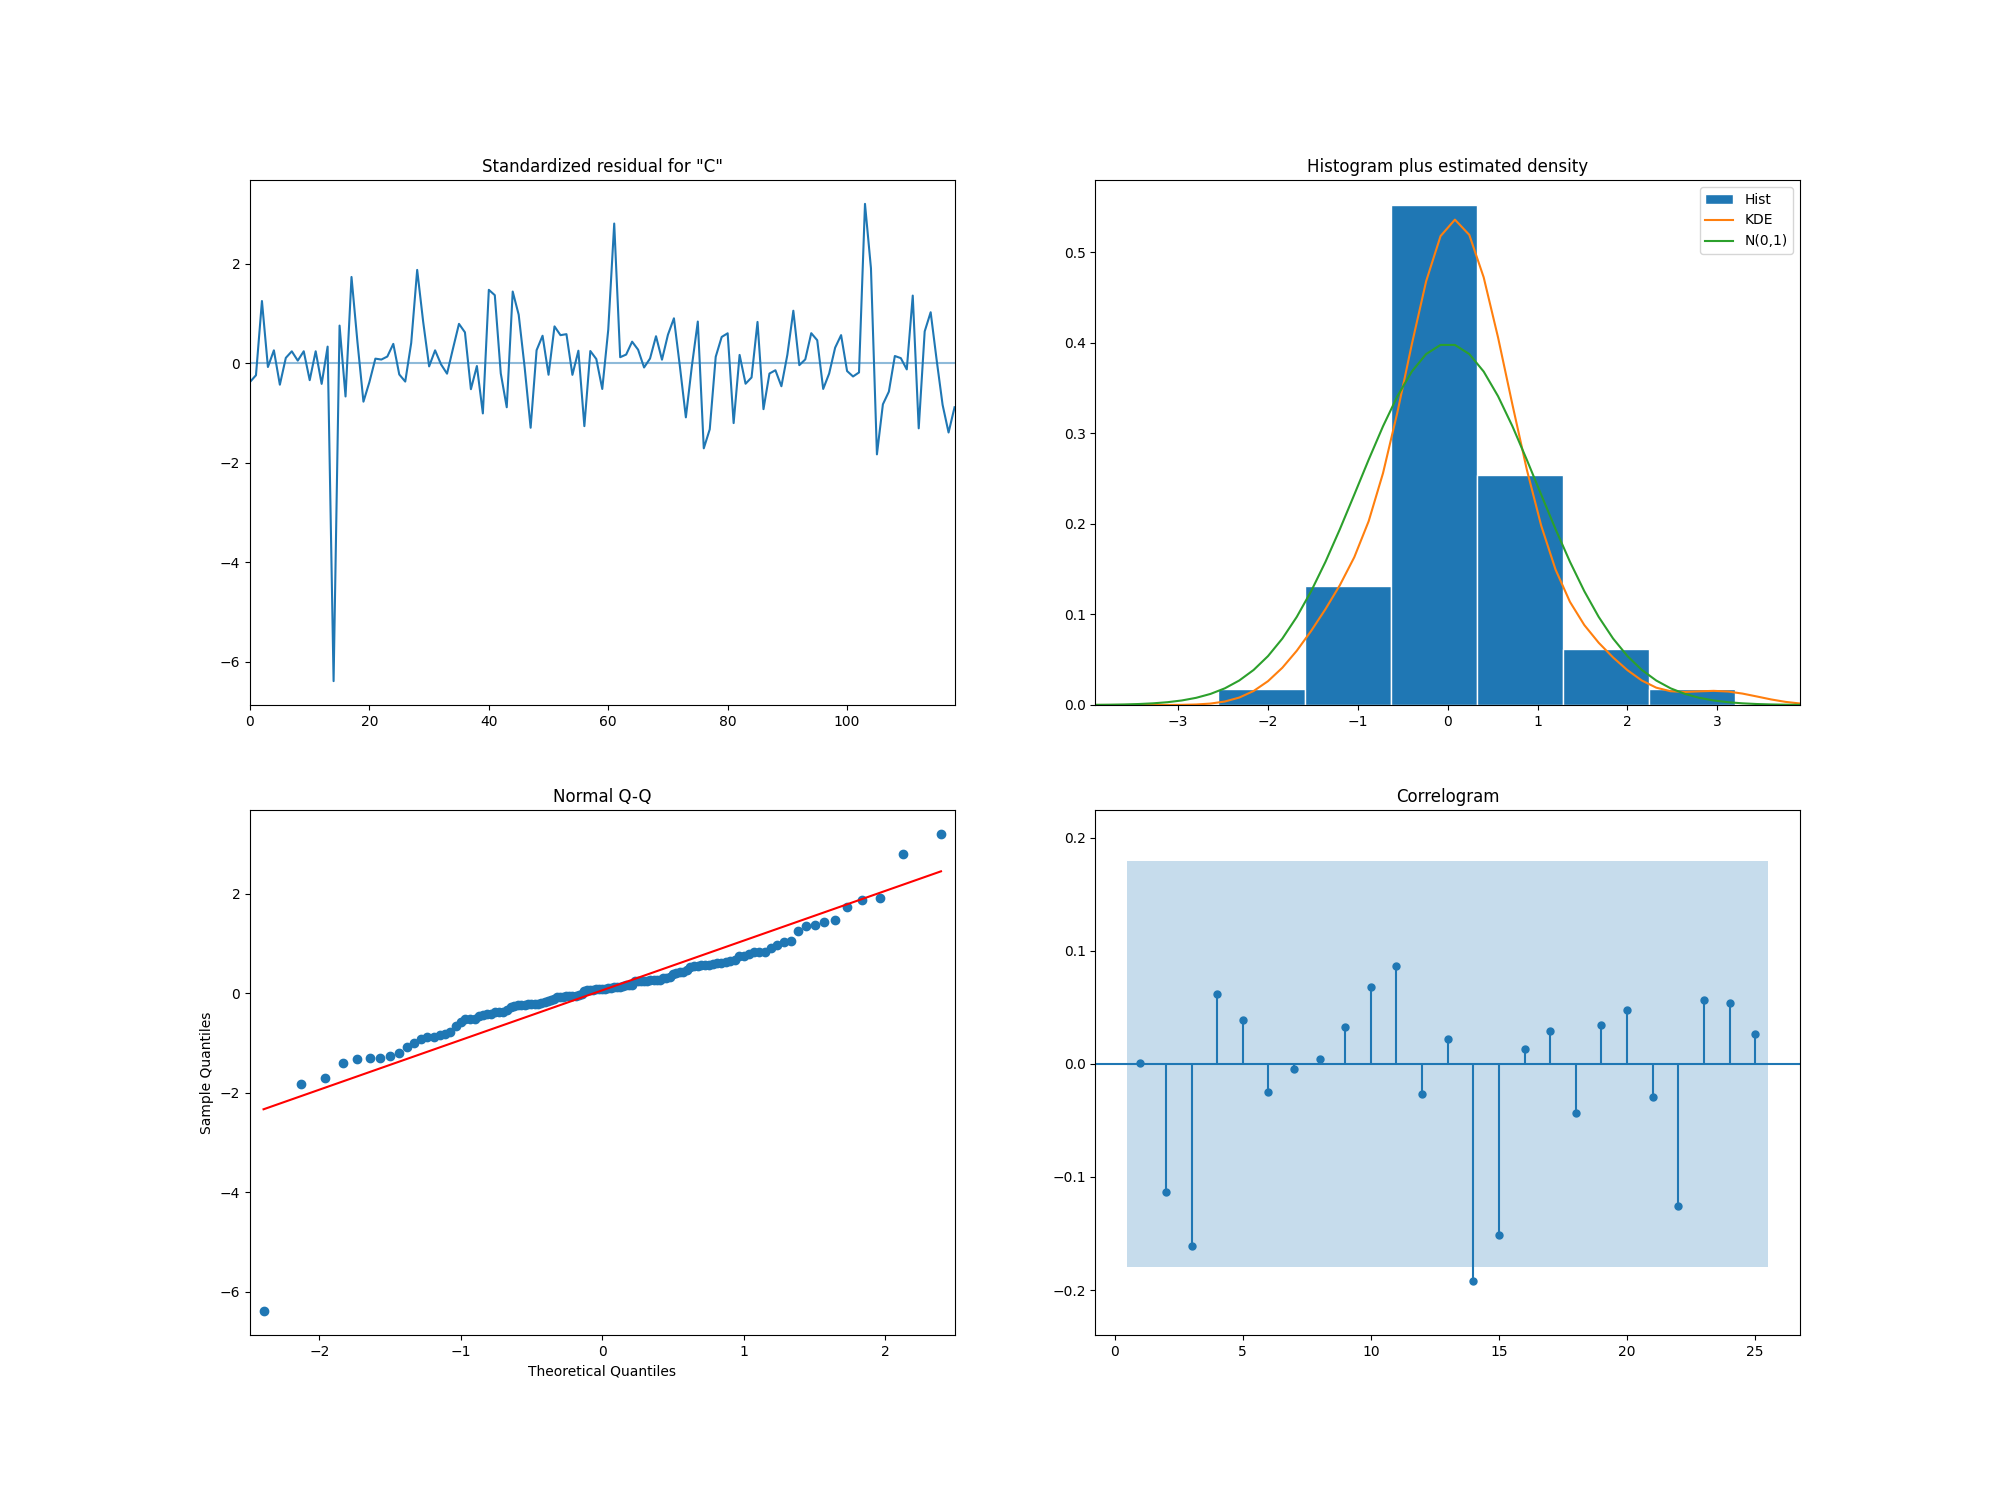 Standardized residual for "C"
2
0
−2
−4
−6
0 20 40 60 80 100
Histogram plus estimated density
Hist
KDE
N(0,1)
0.5
0.4
0.3
0.2
0.1
0.0
−3 −2 −1 0 1 2 3
Normal Q-Q
Sample Quantiles
2
0
−2
−4
−6
−2 −1 0 1 2
Theoretical Quantiles
Correlogram
0.2
0.1
0.0
−0.1
−0.2
0 5 10 15 20 25